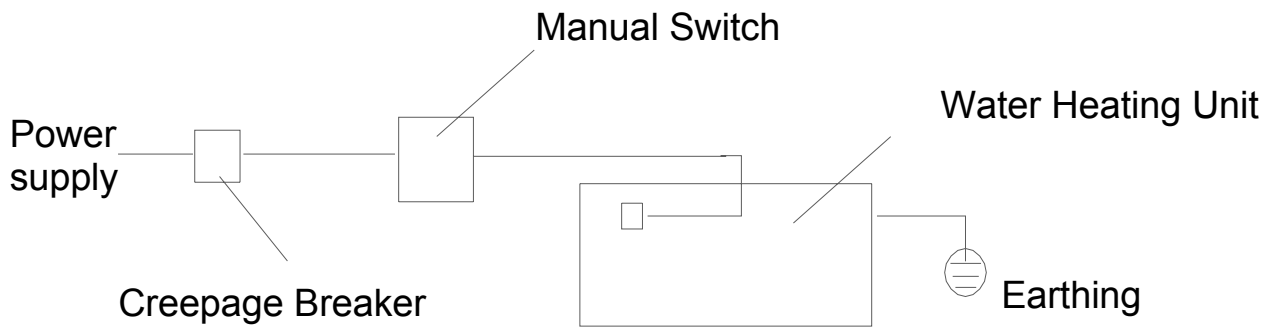 Manual Switch
Water Heating Unit
Power
supply
Creepage Breaker
Earthing